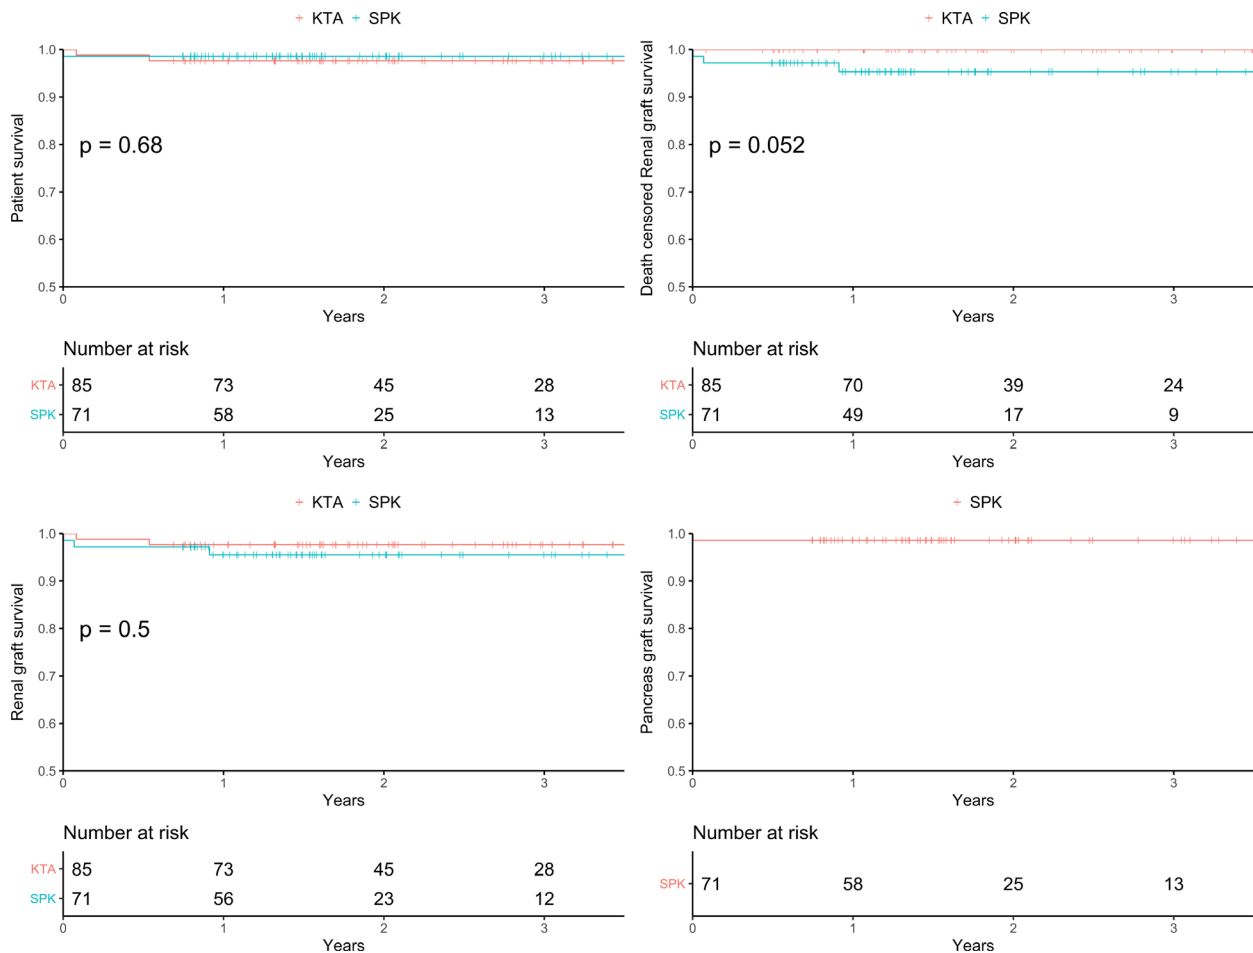 KTA SPK
Patient survival
1.0
0.9
0.8
0.7
0.6
0.5
p = 0.68
0 1 2 3
Years
Number at risk
KTA 85 73 45 28
SPK 71 58 25 13
0 1 2 3
Years
KTA SPK
Death censored Renal graft survival
1.0
0.9
0.8
0.7
0.6
0.5
p = 0.052
0 1 2 3
Years
Number at risk
KTA 85 70 39 24
SPK 71 49 17 9
0 1 2 3
Years
KTA SPK
Renal graft survival
1.0
0.9
0.8
0.7
0.6
0.5
p = 0.5
0 1 2 3
Years
Number at risk
KTA 85 73 45 28
SPK 71 56 23 12
0 1 2 3
Years
SPK
Pancreas graft survival
1.0
0.9
0.8
0.7
0.6
0.5
0 1 2 3
Years
Number at risk
SPK 71 58 25 13
0 1 2 3
Years